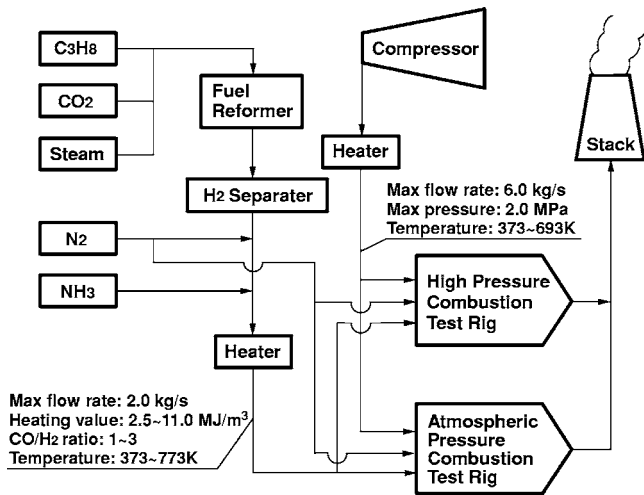 C3H8
CO2
Steam
Fuel
Reformer
H2 Separater
N2
NH3
Heater
Max flow rate: 2.0 kg/s
Heating value: 2.5~11.0 MJ/m³
CO/H2 ratio: 1~3
Temperature: 373~773K
Compressor
Heater
Max flow rate: 6.0 kg/s
Max pressure: 2.0 MPa
Temperature: 373~693K
High Pressure
Combustion
Test Rig
Atmospheric
Pressure
Combustion
Test Rig
Stack